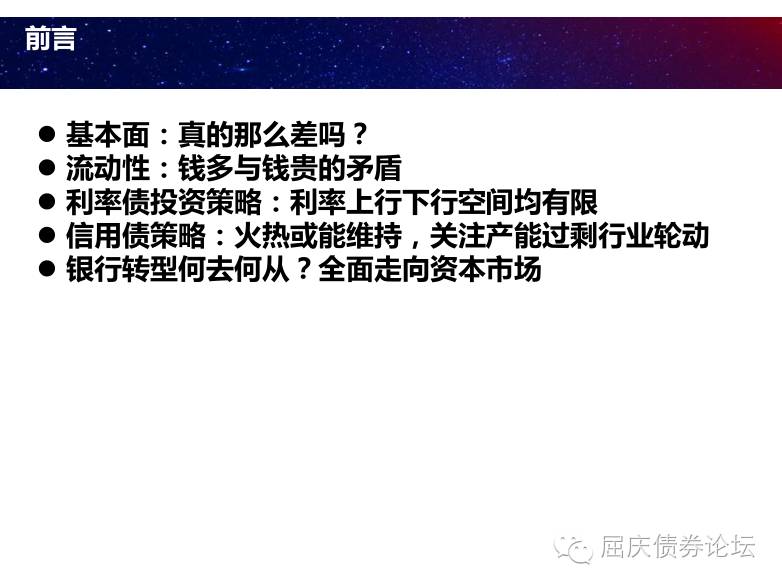 前言
● 基本面：真的那么差吗？
● 流动性：钱多与钱贵的矛盾
● 利率债投资策略：利率上行下行空间均有限
● 信用债策略：火热或能维持，关注产能过剩行业轮动
● 银行转型何去何从？全面走向资本市场
屈庆债券论坛